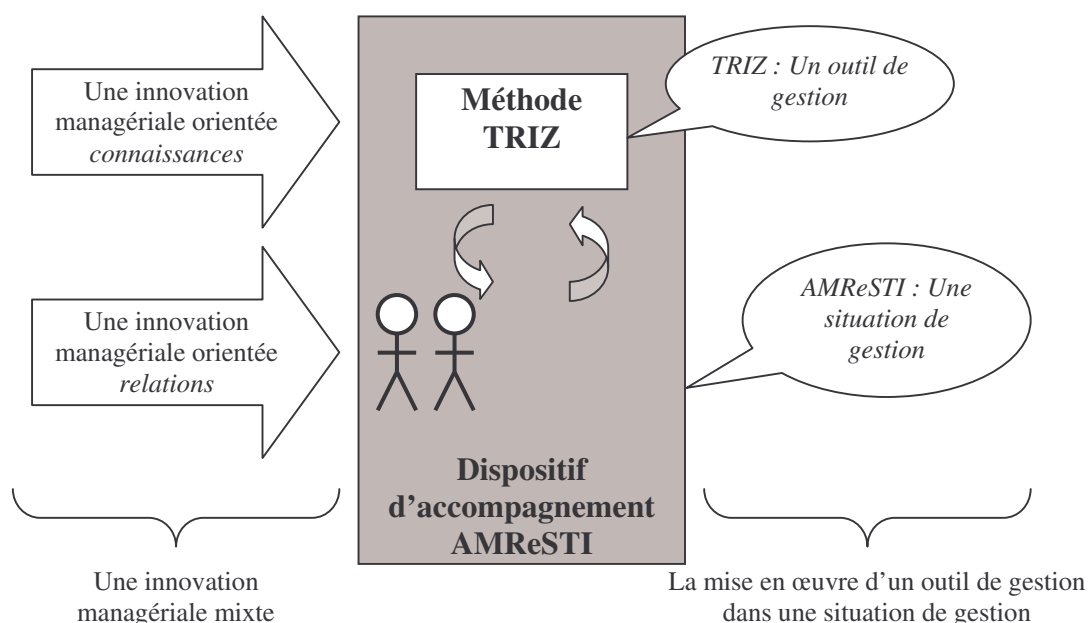 Une innovation
managériale orientée
connaissances
Méthode
TRIZ
TRIZ : Un outil de
gestion
Une innovation
managériale orientée
relations
AMReSTI : Une
situation de
gestion
Dispositif
d’accompagnement
AMReSTI
Une innovation
managériale mixte
La mise en œuvre d’un outil de gestion
dans une situation de gestion